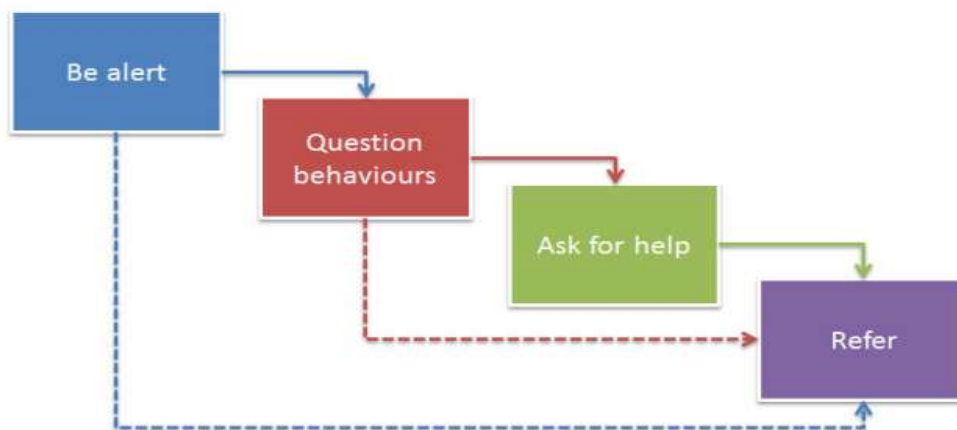 Be alert
Question
behaviours
Ask for help
Refer